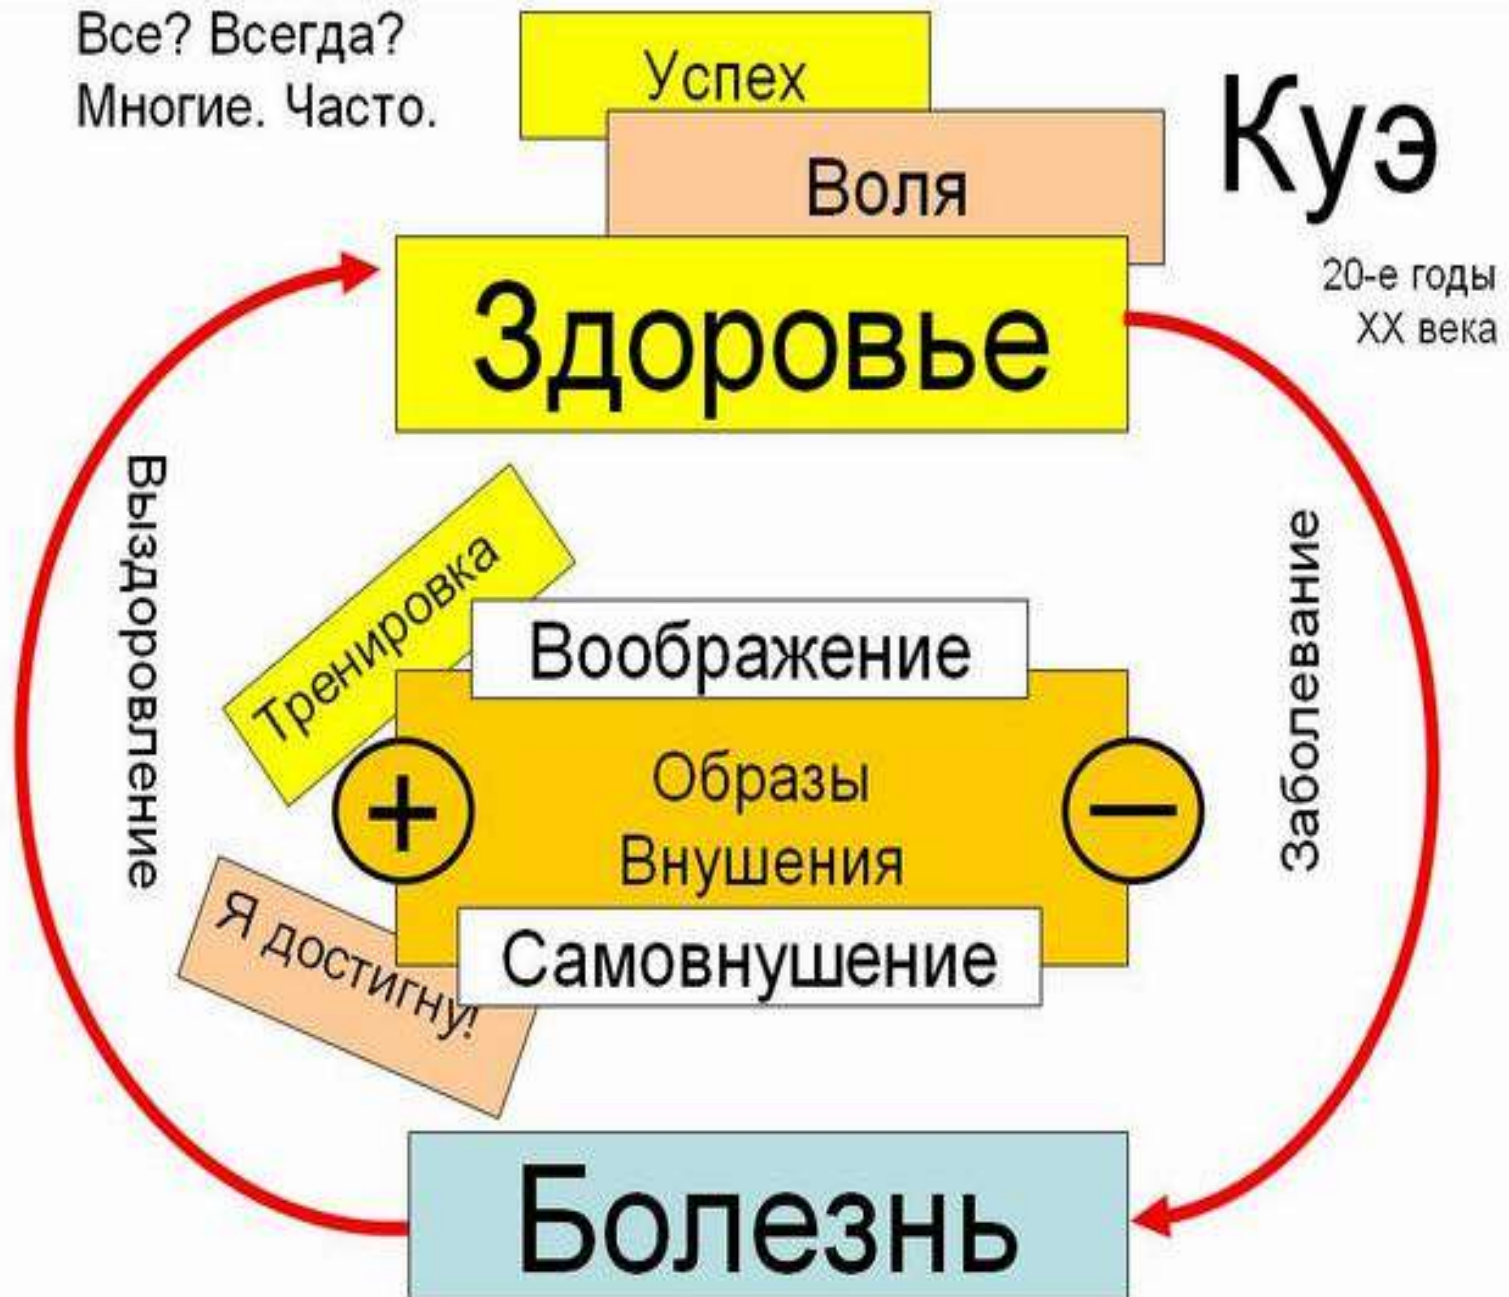 Все? Всегда?
Многие. Часто.
Успех
Воля
Куэ
20-е годы
XX века
Здоровье
Выздоровление
Заболевание
Тренировка
Воображение
+
Образы
Внушения
−
Самовнушение
Я достигну!
Болезнь